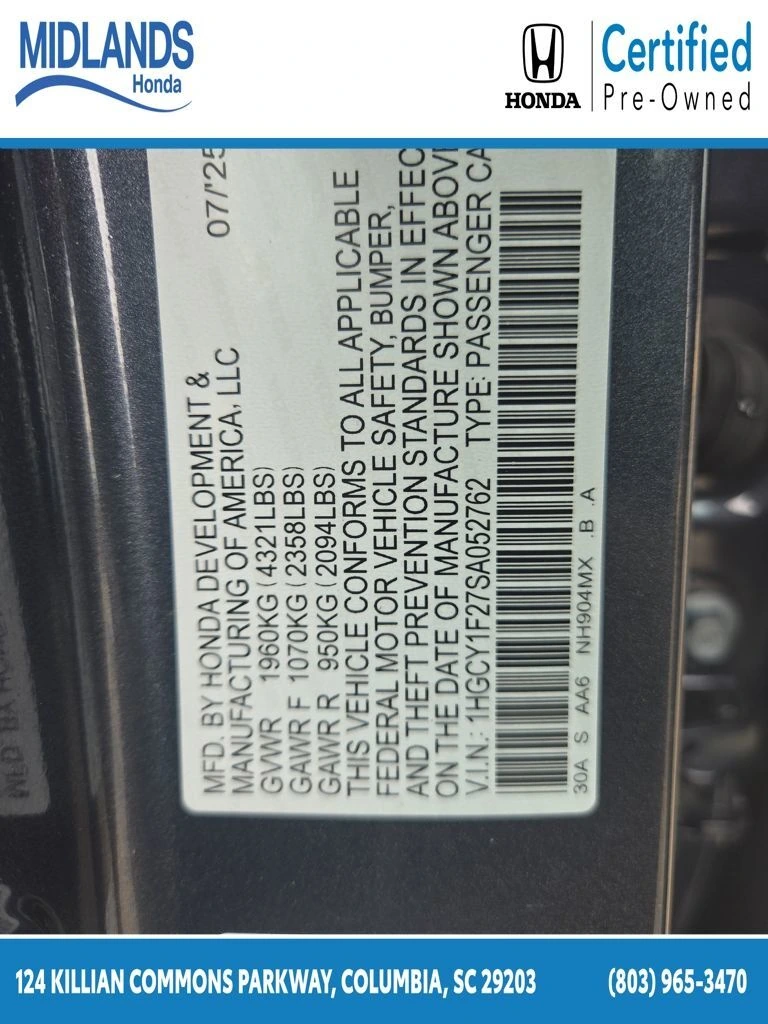 MIDLANDS
Honda
HONDA
Certified
Pre-Owned
MFD. BY HONDA DEVELOPMENT & 07/'25
MANUFACTURING OF AMERICA, LLC
GVWR 1960KG (4321LBS)
GAWR F 1070KG (2358LBS)
GAWR R 950KG (2094LBS)
THIS VEHICLE CONFORMS TO ALL APPLICABLE
FEDERAL MOTOR VEHICLE SAFETY, BUMPER,
AND THEFT PREVENTION STANDARDS IN EFFEC
ON THE DATE OF MANUFACTURE SHOWN ABOVE
V.I.N.: 1HGCY1F27SA052762 TYPE: PASSENGER CA
30A S AA6 NH904MX .B .A
124 KILLIAN COMMONS PARKWAY, COLUMBIA, SC 29203 (803) 965-3470